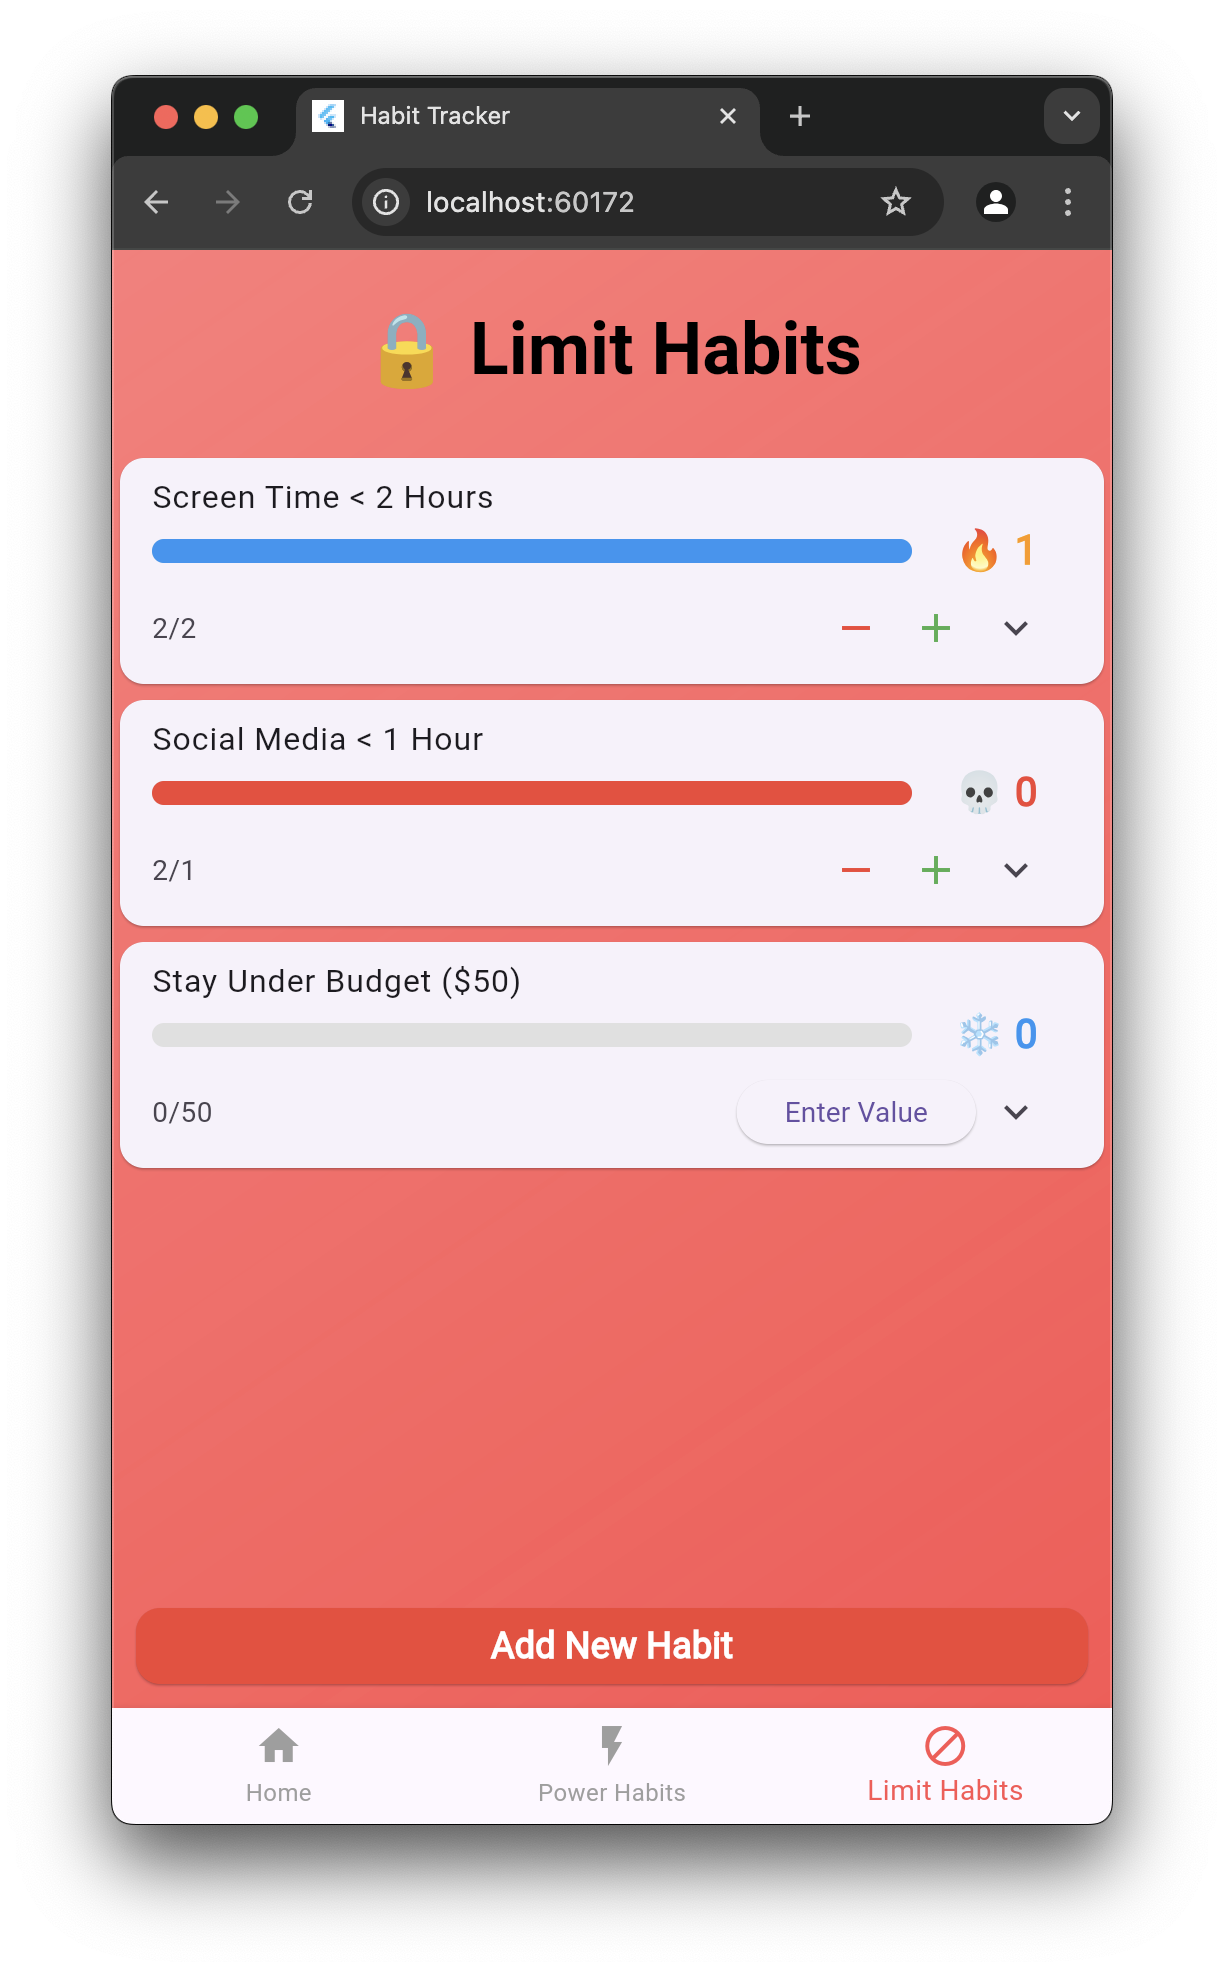 Habit Tracker
localhost:60172
🔒 Limit Habits
Screen Time < 2 Hours
🔥 1
2/2
Social Media < 1 Hour
💀 0
2/1
Stay Under Budget ($50)
❄️ 0
0/50
Enter Value
Add New Habit
Home
Power Habits
Limit Habits